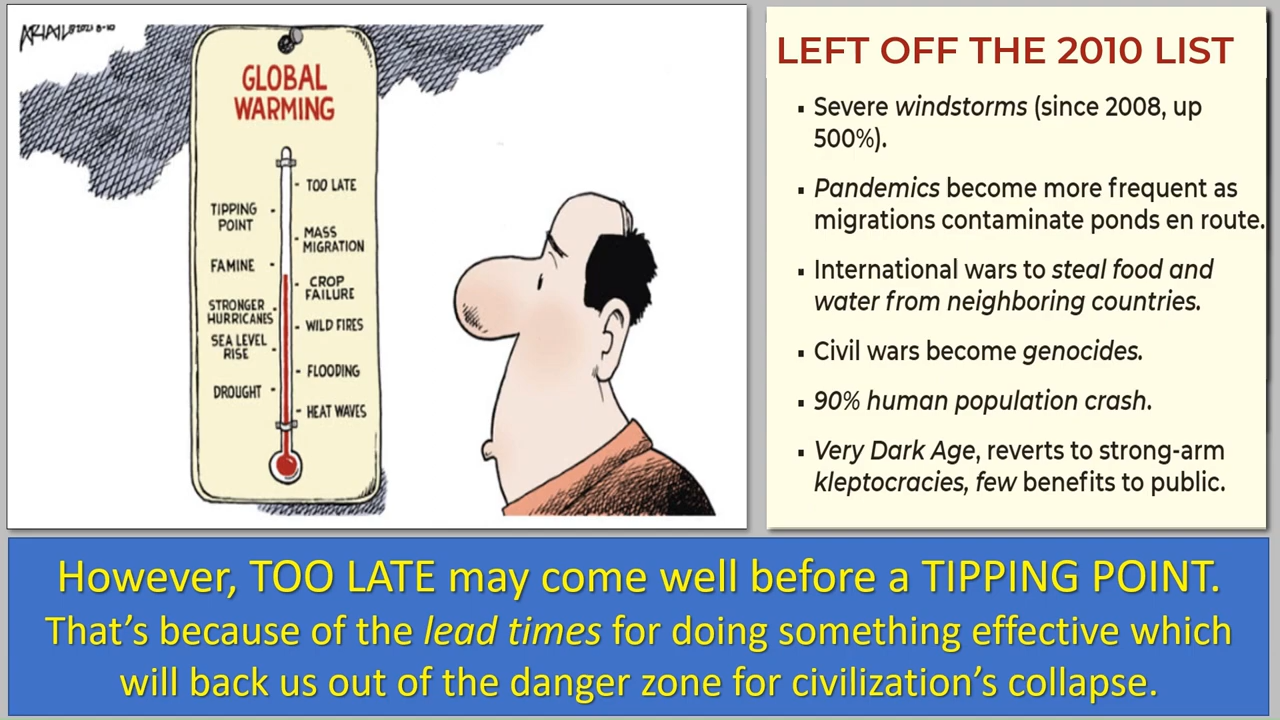 ARIAIL
GLOBAL
WARMING
TOO LATE
TIPPING
POINT
MASS
MIGRATION
FAMINE
CROP
FAILURE
STRONGER
HURRICANES
WILD FIRES
SEA LEVEL
RISE
FLOODING
DROUGHT
HEAT WAVES
LEFT OFF THE 2010 LIST
▪ Severe windstorms (since 2008, up
500%).
▪ Pandemics become more frequent as
migrations contaminate ponds en route.
▪ International wars to steal food and
water from neighboring countries.
▪ Civil wars become genocides.
▪ 90% human population crash.
▪ Very Dark Age, reverts to strong-arm
kleptocracies, few benefits to public.
However, TOO LATE may come well before a TIPPING POINT.
That’s because of the lead times for doing something effective which
will back us out of the danger zone for civilization’s collapse.